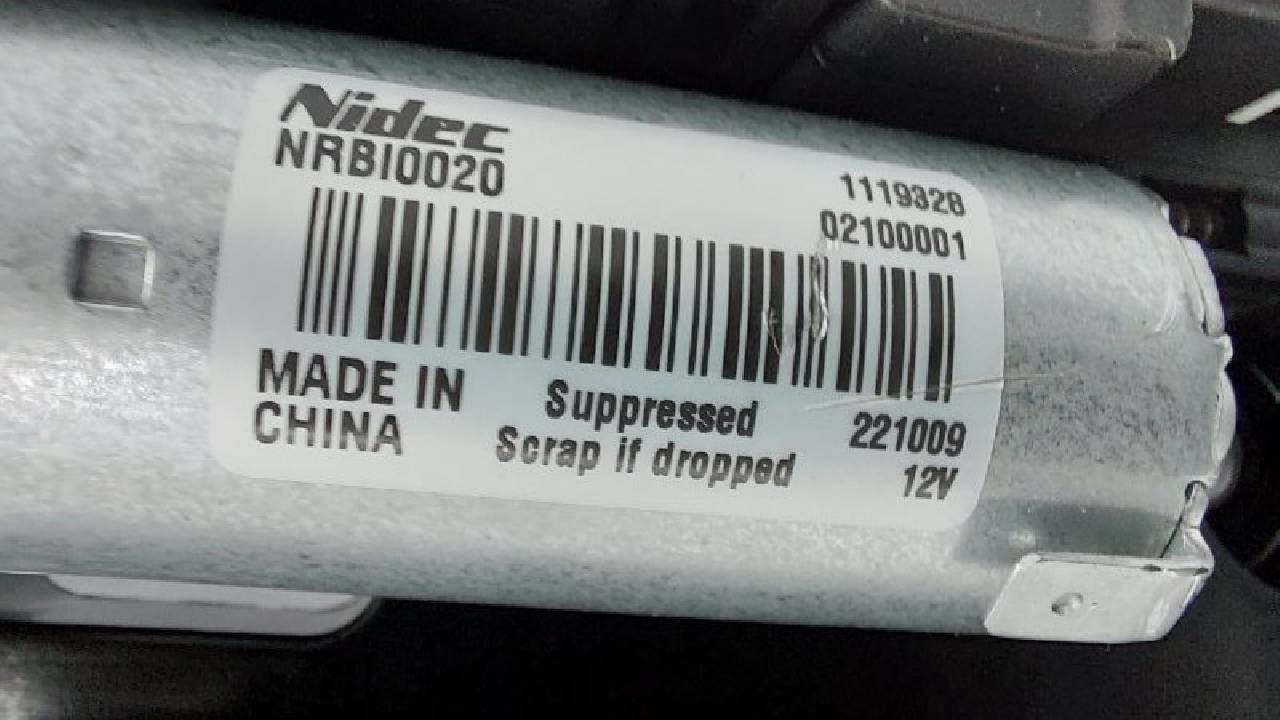 Nidec
NRBI0020
1119328
02100001
MADE IN
CHINA
Suppressed
Scrap if dropped
221009
12V